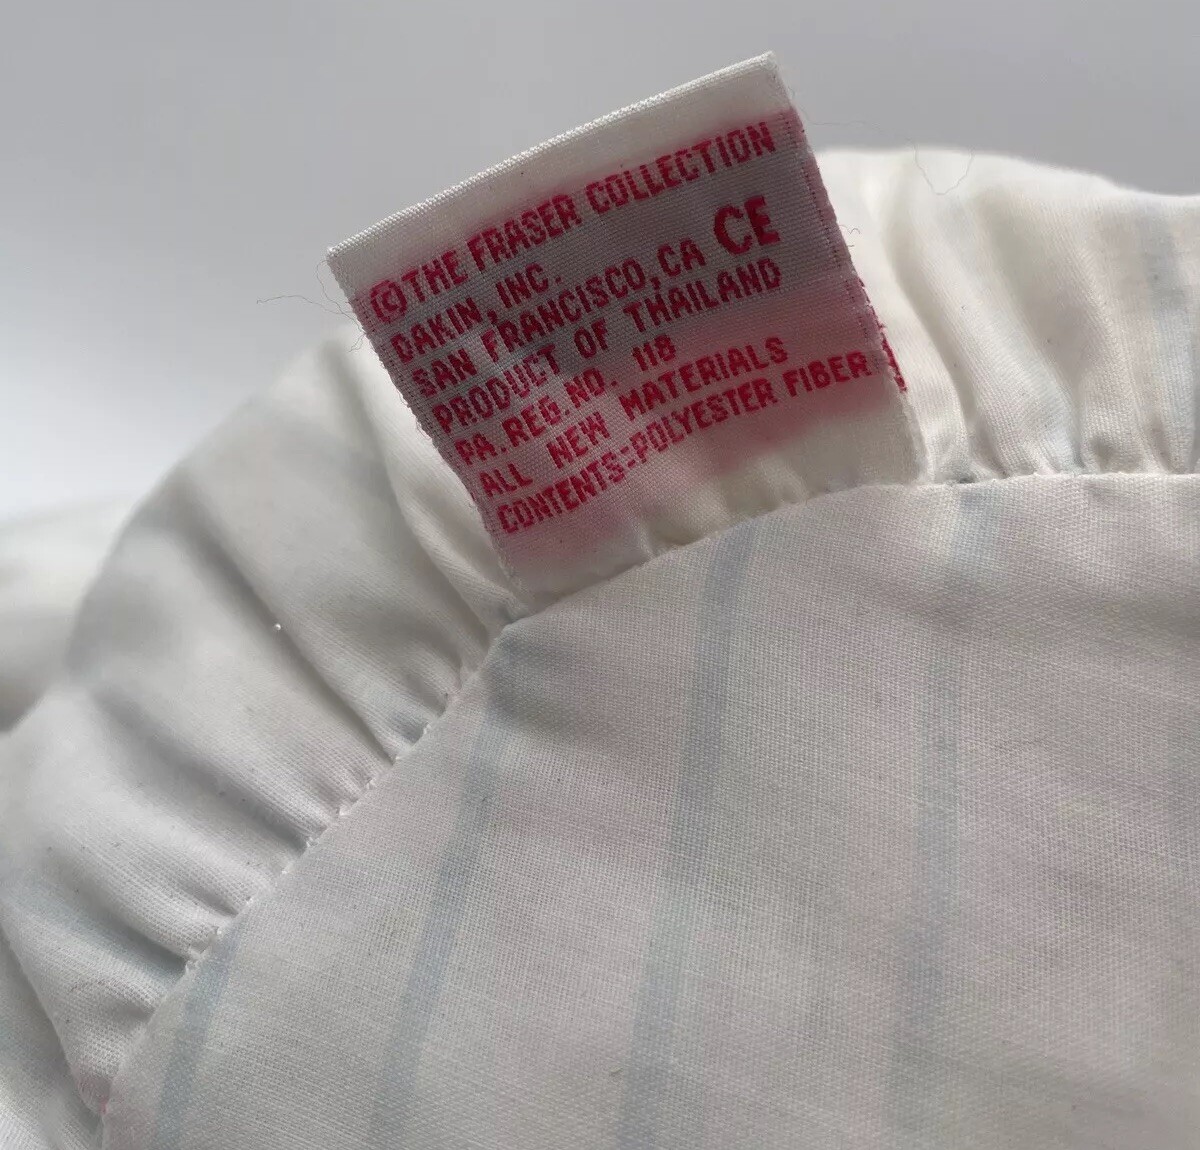 ©THE FRASER COLLECTION
DAKIN, INC.
SAN FRANCISCO, CA CE
PRODUCT OF THAILAND
PA. REG. NO. 118
ALL NEW MATERIALS
CONTENTS=POLYESTER FIBER